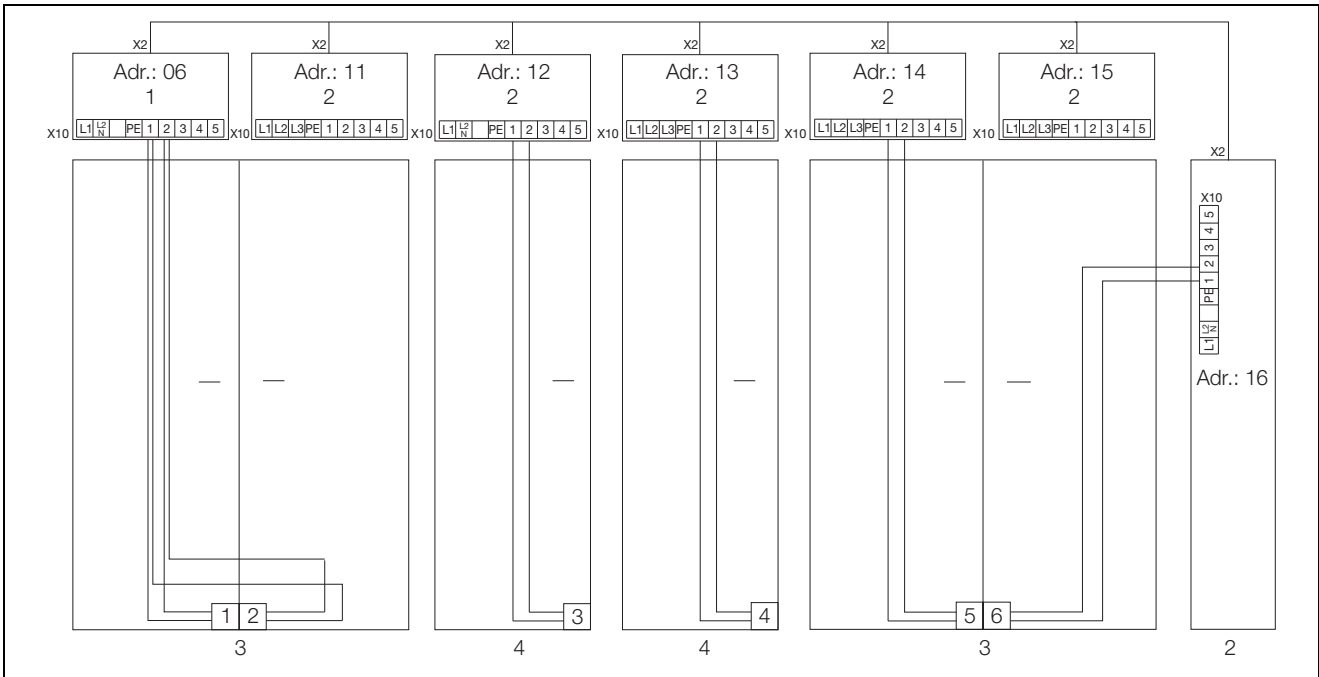 X2 X2 X2 X2 X2 X2
Adr.: 06 Adr.: 11 Adr.: 12 Adr.: 13 Adr.: 14 Adr.: 15
1 2 2 2 2 2
X10 L1 L2 N PE 1 2 3 4 5
X10 L1 L2 L3 PE 1 2 3 4 5
X10 L1 L2 N PE 1 2 3 4 5
X10 L1 L2 L3 PE 1 2 3 4 5
X10 L1 L2 L3 PE 1 2 3 4 5
X10 L1 L2 L3 PE 1 2 3 4 5
X2
X10
L1 L2 N PE 1 2 3 4 5
Adr.: 16
1 2 3 4 5 6
3 4 4 3 2